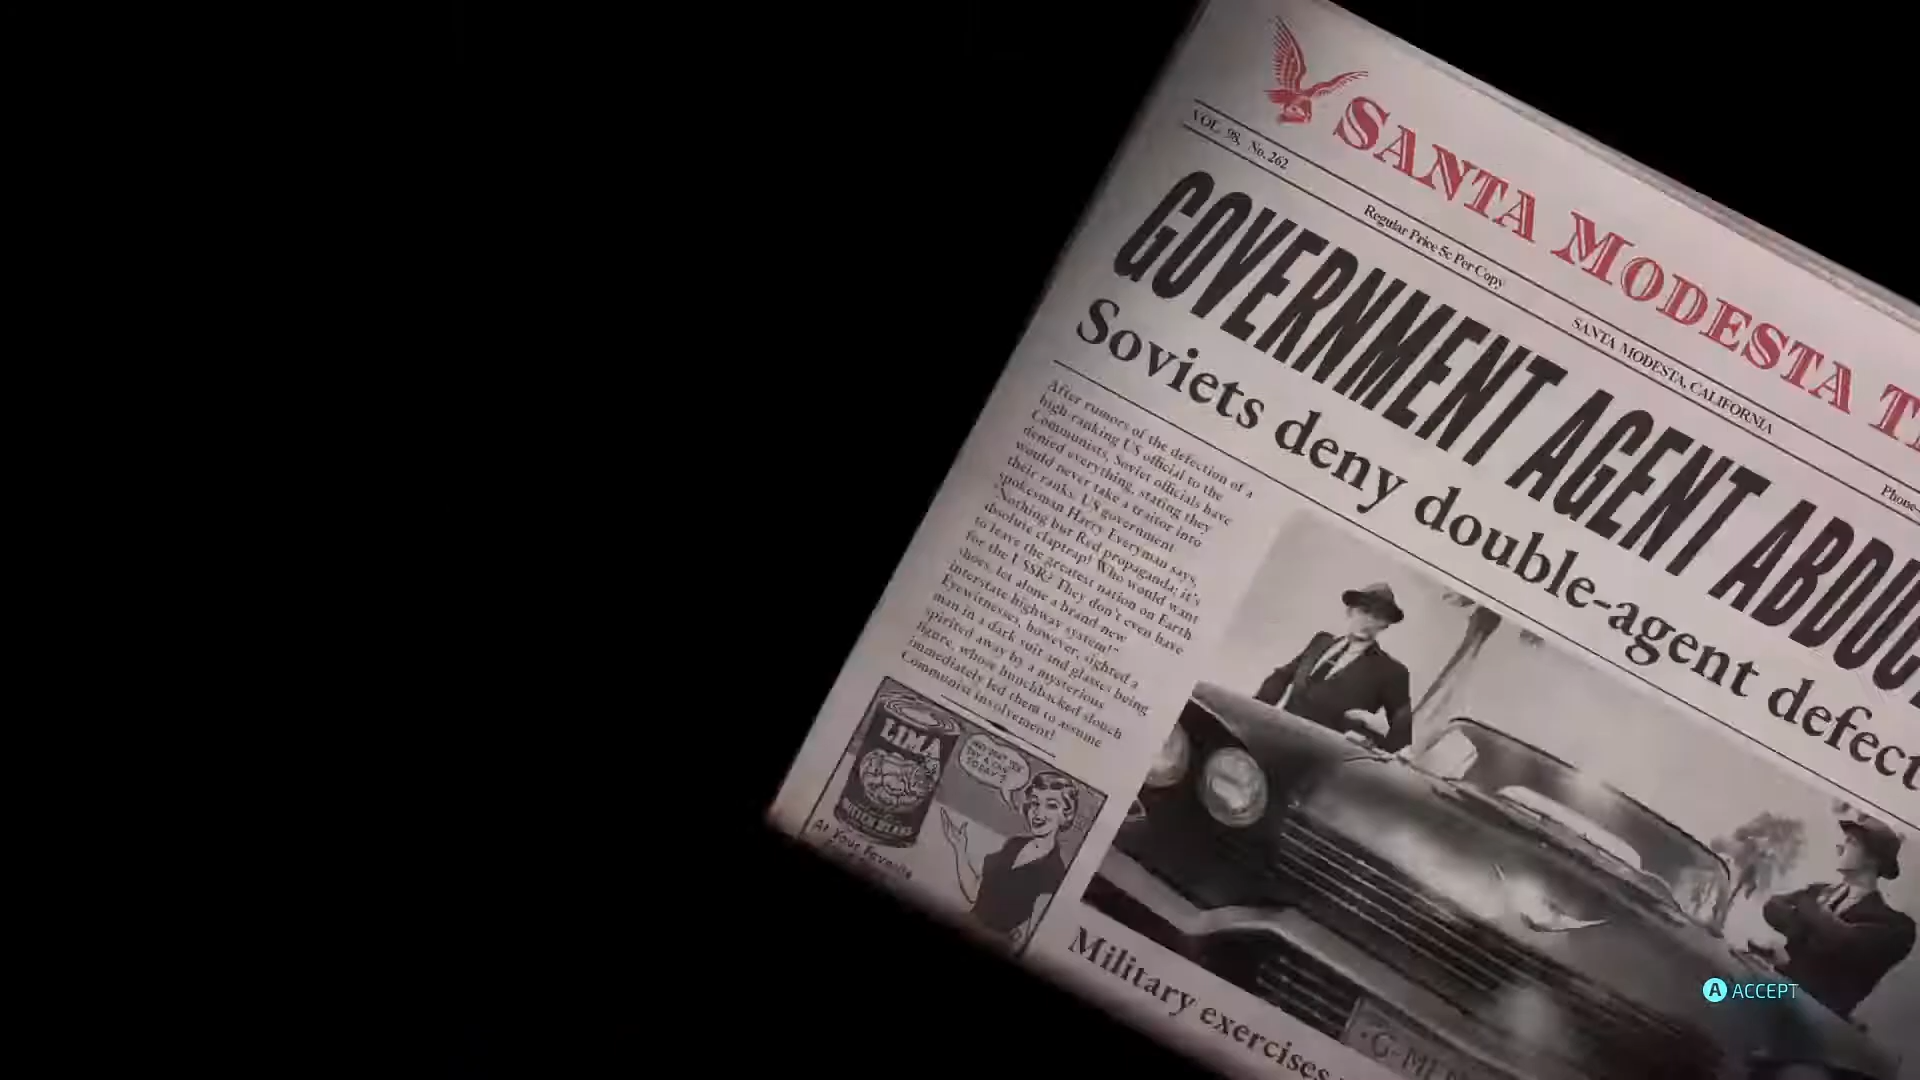 SANTA MODESTA T
VOL. 98, No. 262
Regular Price 5c Per Copy
SANTA MODESTA, CALIFORNIA
Phone
GOVERNMENT AGENT ABDUC
Soviets deny double-agent defect
After rumors of the defection of a
high-ranking US official to the
Communists, Soviet officials have
denied everything, stating they
would never take a traitor into
their ranks. US government
spokesman Harry Everyman says,
"Nothing but Red propaganda; it's
absolute claptrap! Who would want
to leave the greatest nation on Earth
for the USSR? They don't even have
shoes, let alone a brand-new
interstate highway system!"
Eyewitnesses, however, sighted a
man in a dark suit and glasses being
spirited away by a mysterious
figure, whose hunchbacked slouch
immediately led them to assume
Communist involvement!
LIMA
TRY A CAN
TODAY?
At Your Favorite
Military exercises
G-MEN
A ACCEPT